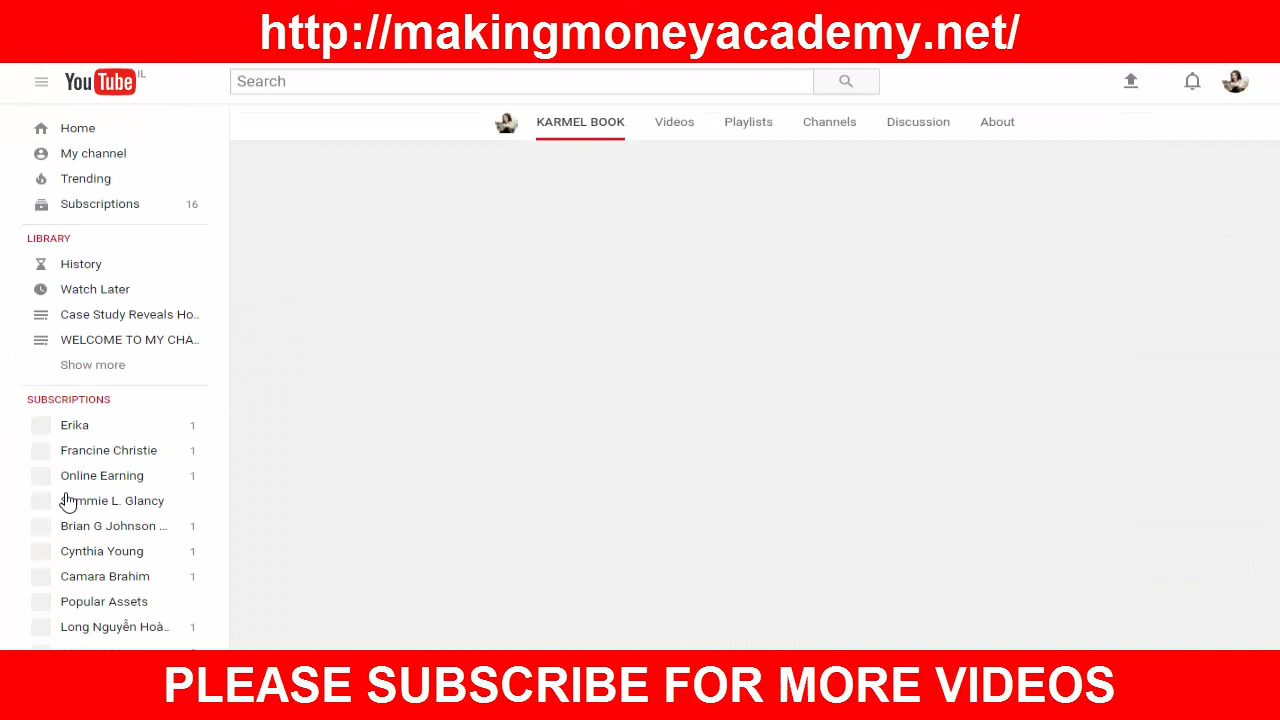 http://makingmoneyacademy.net/
YouTube IL
Search
KARMEL BOOK Videos Playlists Channels Discussion About
Home
My channel
Trending
Subscriptions 16
LIBRARY
History
Watch Later
Case Study Reveals Ho..
WELCOME TO MY CHA..
Show more
SUBSCRIPTIONS
Erika 1
Francine Christie 1
Online Earning 1
L. Glancy
Brian G Johnson ... 1
Cynthia Young 1
Camara Brahim 1
Popular Assets
Long Nguyễn Hoà.. 1
PLEASE SUBSCRIBE FOR MORE VIDEOS